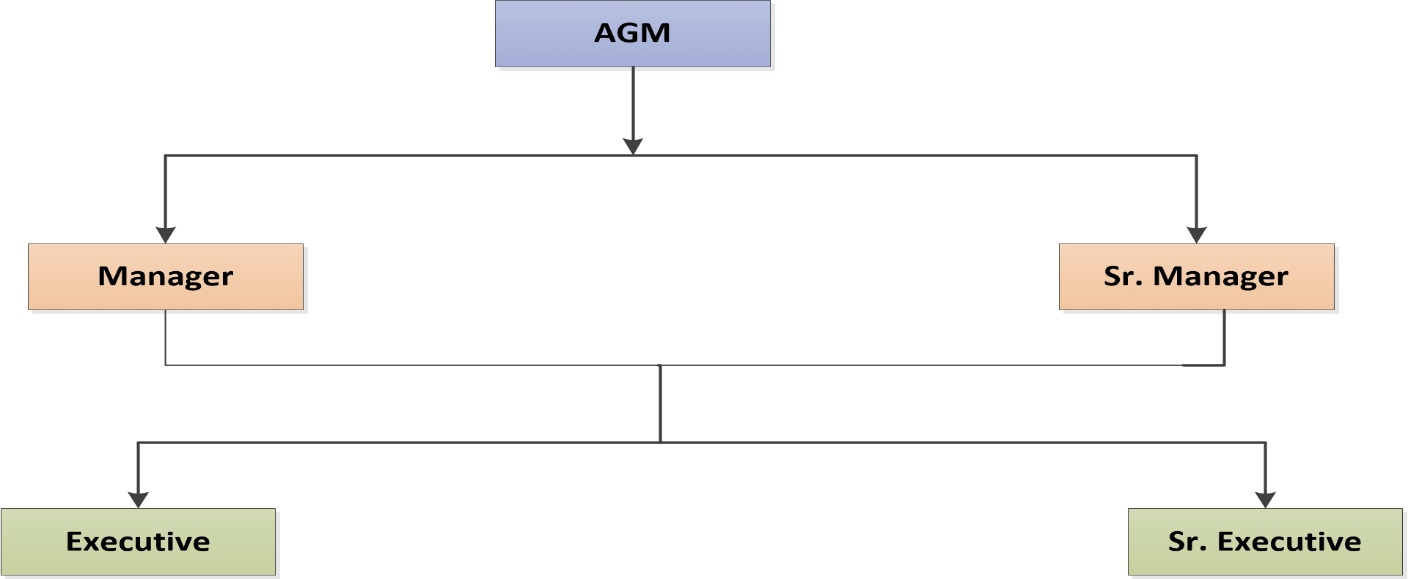 AGM
Manager
Sr. Manager
Executive
Sr. Executive